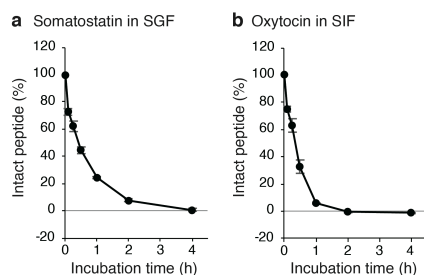 a Somatostatin in SGF
Intact peptide (%)
120
100
80
60
40
20
0
-20
0 1 2 3 4
Incubation time (h)
b Oxytocin in SIF
Intact peptide (%)
120
100
80
60
40
20
0
-20
0 1 2 3 4
Incubation time (h)